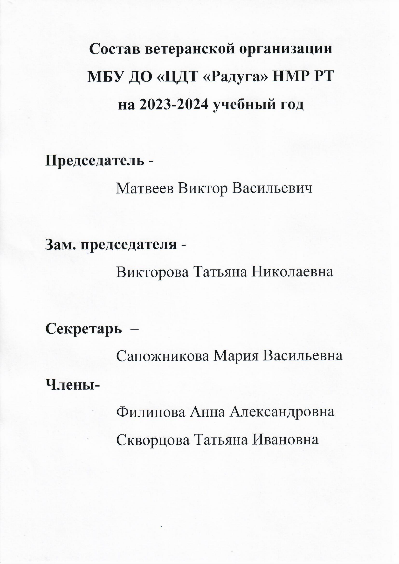 Состав ветеранской организации
МБУ ДО «ЦДТ «Радуга» НМР РТ
на 2023-2024 учебный год
Председатель -
Матвеев Виктор Васильевич
Зам. председателя -
Викторова Татьяна Николаевна
Секретарь –
Сапожникова Мария Васильевна
Члены-
Филипова Анна Александровна
Скворцова Татьяна Ивановна